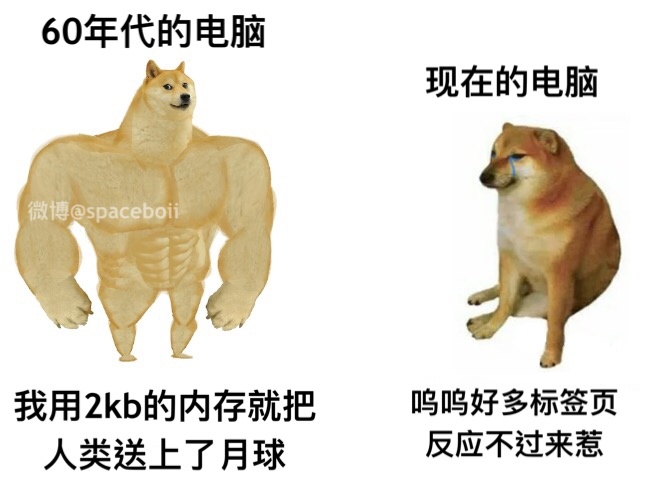 60年代的电脑
现在的电脑
微博@spaceboii
我用2kb的内存就把
人类送上了月球
呜呜好多标签页
反应不过来惹